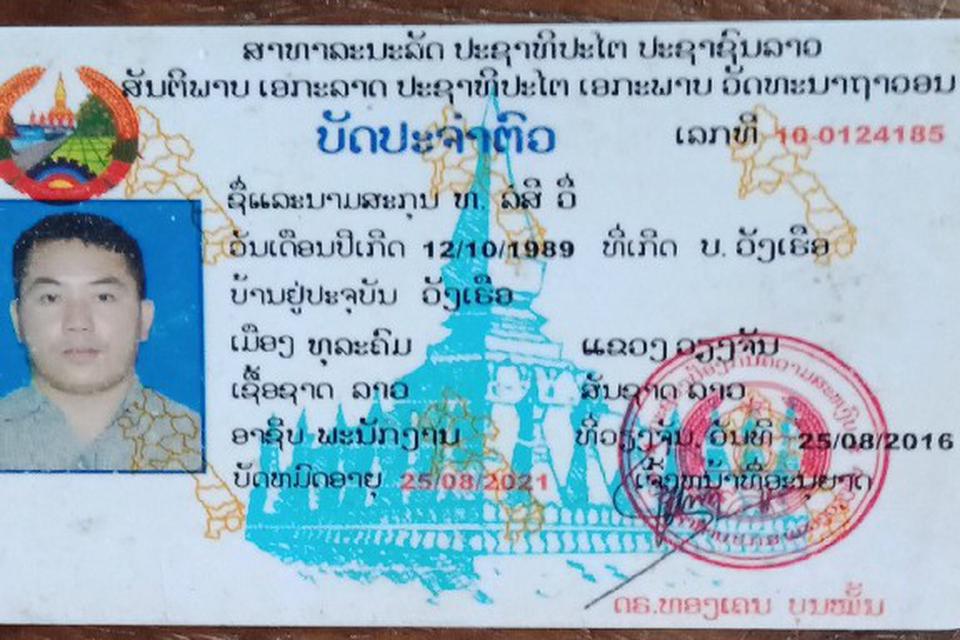 ສາທາລະນະລັດ ປະຊາທິປະໄຕ ປະຊາຊົນລາວ
ສັນຕິພາບ ເອກະລາດ ປະຊາທິປະໄຕ ເອກະພາບ ວັດທະນາຖາວອນ
ບັດປະຈຳຕົວ ເລກທີ 10-0124185
ຊື່ແລະນາມສະກຸນ ທ. ລໍສີ ວື່
ວັນເດືອນປີເກີດ 12/10/1989 ທີ່ເກີດ ບ. ວັງເຮືອ
ບ້ານຢູ່ປະຈຸບັນ ວັງເຮືອ
ເມືອງ ທຸລະຄົມ ແຂວງ ວຽງຈັນ
ເຊື້ອຊາດ ລາວ ສັນຊາດ ລາວ
ອາຊີບ ພະນັກງານ ທີ່ວຽງຈັນ, ວັນທີ 25/08/2016
ບັດຫມົດອາຍຸ 25/08/2021 ເຈົ້າຫນ້າທີ່ອະນຸຍາດ
ດຣ.ທອງເຄນ ບຸນໝັ້ນ